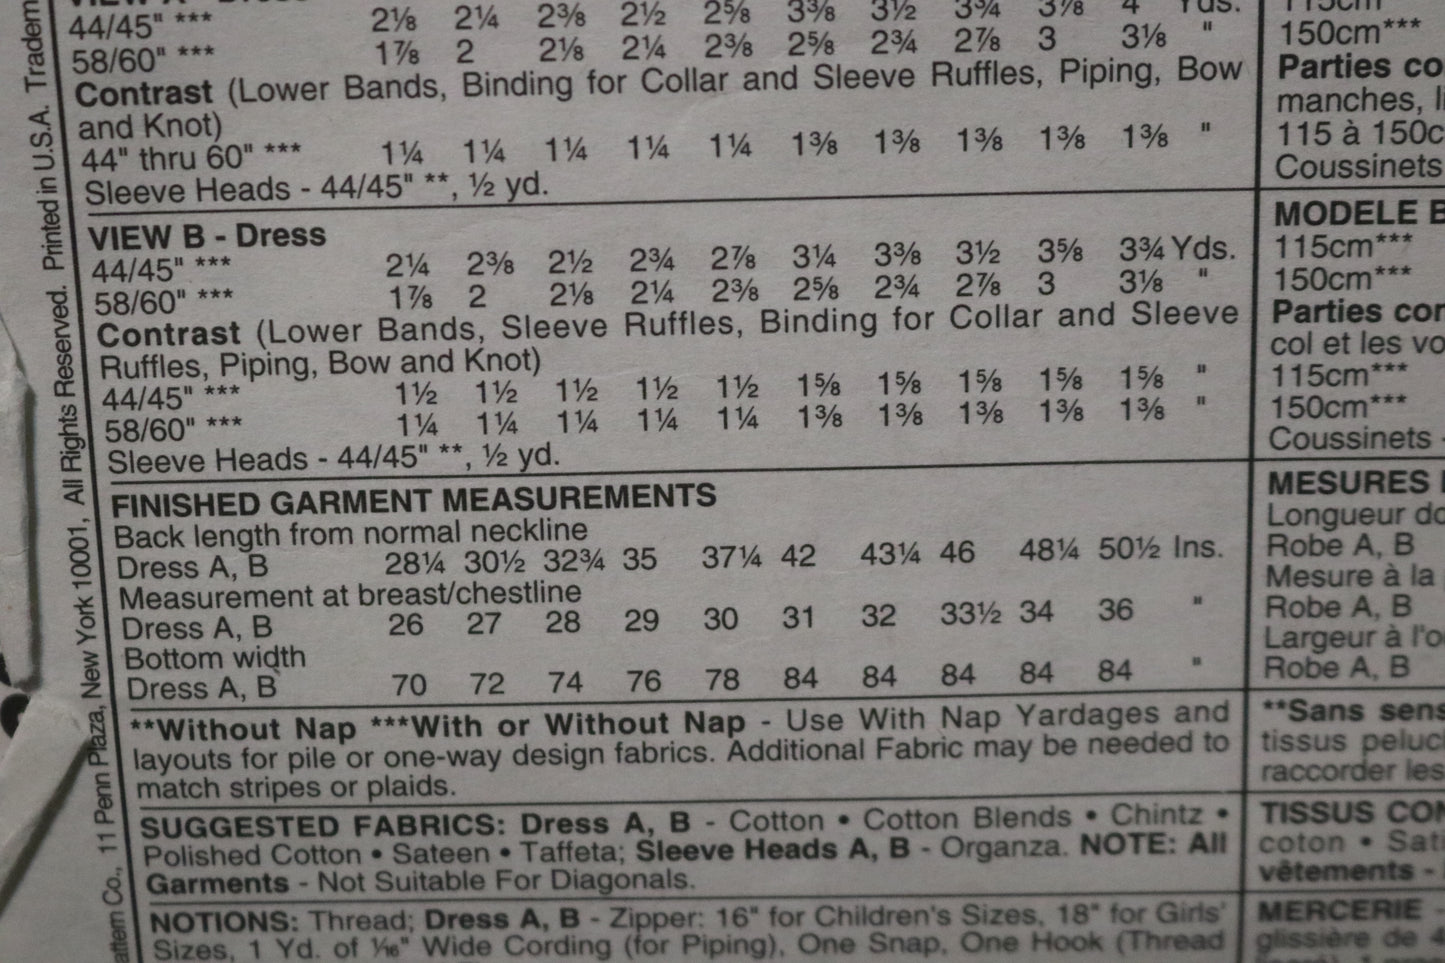 44/45" *** 2⅛ 2¼ 2⅜ 2½ 2⅝ 3⅜ 3½ 3¾ 3⅞ 4 Yds.
58/60" *** 1⅞ 2 2⅛ 2¼ 2⅜ 2⅝ 2¾ 2⅞ 3 3⅛ "
Contrast (Lower Bands, Binding for Collar and Sleeve Ruffles, Piping, Bow
and Knot)
44" thru 60" *** 1¼ 1¼ 1¼ 1¼ 1¼ 1⅜ 1⅜ 1⅜ 1⅜ 1⅜ "
Sleeve Heads - 44/45" **, ½ yd.
VIEW B - Dress
44/45" *** 2¼ 2⅜ 2½ 2¾ 2⅞ 3¼ 3⅜ 3½ 3⅝ 3¾ Yds.
58/60" *** 1⅞ 2 2⅛ 2¼ 2⅜ 2⅝ 2¾ 2⅞ 3 3⅛ "
Contrast (Lower Bands, Sleeve Ruffles, Binding for Collar and Sleeve
Ruffles, Piping, Bow and Knot)
44/45" *** 1½ 1½ 1½ 1½ 1½ 1⅝ 1⅝ 1⅝ 1⅝ 1⅝ "
58/60" *** 1¼ 1¼ 1¼ 1¼ 1¼ 1⅜ 1⅜ 1⅜ 1⅜ 1⅜ "
Sleeve Heads - 44/45" **, ½ yd.
FINISHED GARMENT MEASUREMENTS
Back length from normal neckline
Dress A, B 28¼ 30½ 32¾ 35 37¼ 42 43¼ 46 48¼ 50½ Ins.
Measurement at breast/chestline
Dress A, B 26 27 28 29 30 31 32 33½ 34 36 "
Bottom width
Dress A, B 70 72 74 76 78 84 84 84 84 84 "
**Without Nap ***With or Without Nap - Use With Nap Yardages and
layouts for pile or one-way design fabrics. Additional Fabric may be needed to
match stripes or plaids.
SUGGESTED FABRICS: Dress A, B - Cotton • Cotton Blends • Chintz •
Polished Cotton • Sateen • Taffeta; Sleeve Heads A, B - Organza. NOTE: All
Garments - Not Suitable For Diagonals.
NOTIONS: Thread; Dress A, B - Zipper: 16" for Children's Sizes, 18" for Girls'
Sizes, 1 Yd. of 1/16" Wide Cording (for Piping), One Snap, One Hook (Thread
150cm***
Parties co
manches, l
115 à 150c
Coussinets
MODELE B
115cm***
150cm***
Parties cor
col et les vo
115cm***
150cm***
Coussinets -
MESURES
Longueur do
Robe A, B
Mesure à la
Robe A, B
Largeur à l'o
Robe A, B
**Sans sens
tissus peluc
raccorder les
TISSUS CON
coton • Sat
vêtements -
MERCERIE -
glissière de 4
attern Co., 11 Penn Plaza, New York 10001, All Rights Reserved. Printed in U.S.A. Tradem